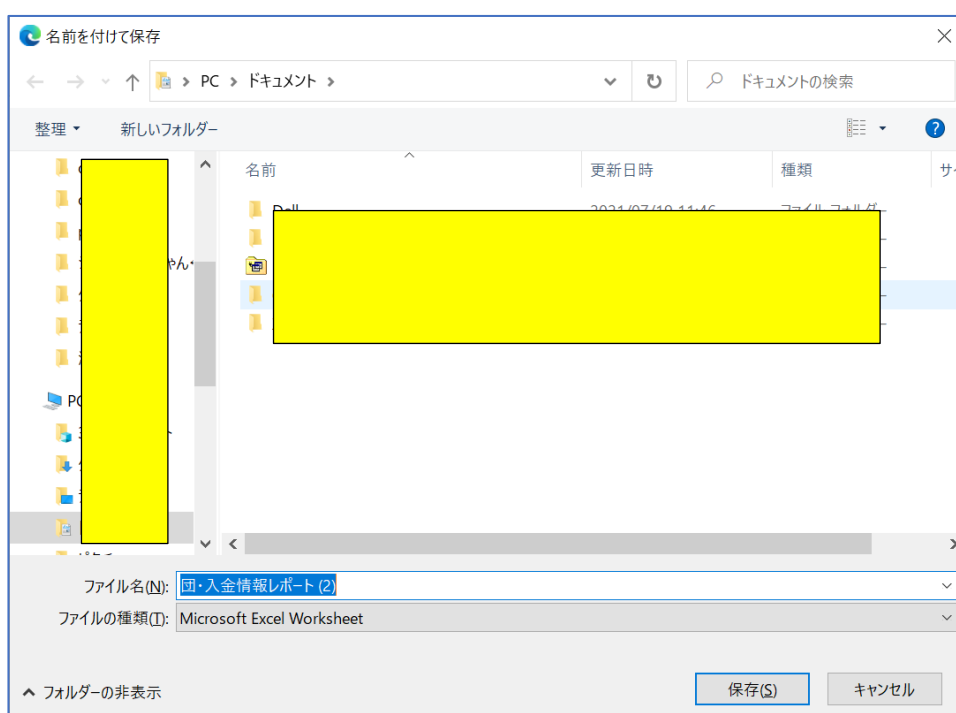 名前を付けて保存
PC > ドキュメント >
ドキュメントの検索
整理
新しいフォルダー
名前
更新日時
種類
ゃん
PC
ファイル名(N): 団・入金情報レポート (2)
ファイルの種類(T): Microsoft Excel Worksheet
フォルダーの非表示
保存(S)
キャンセル